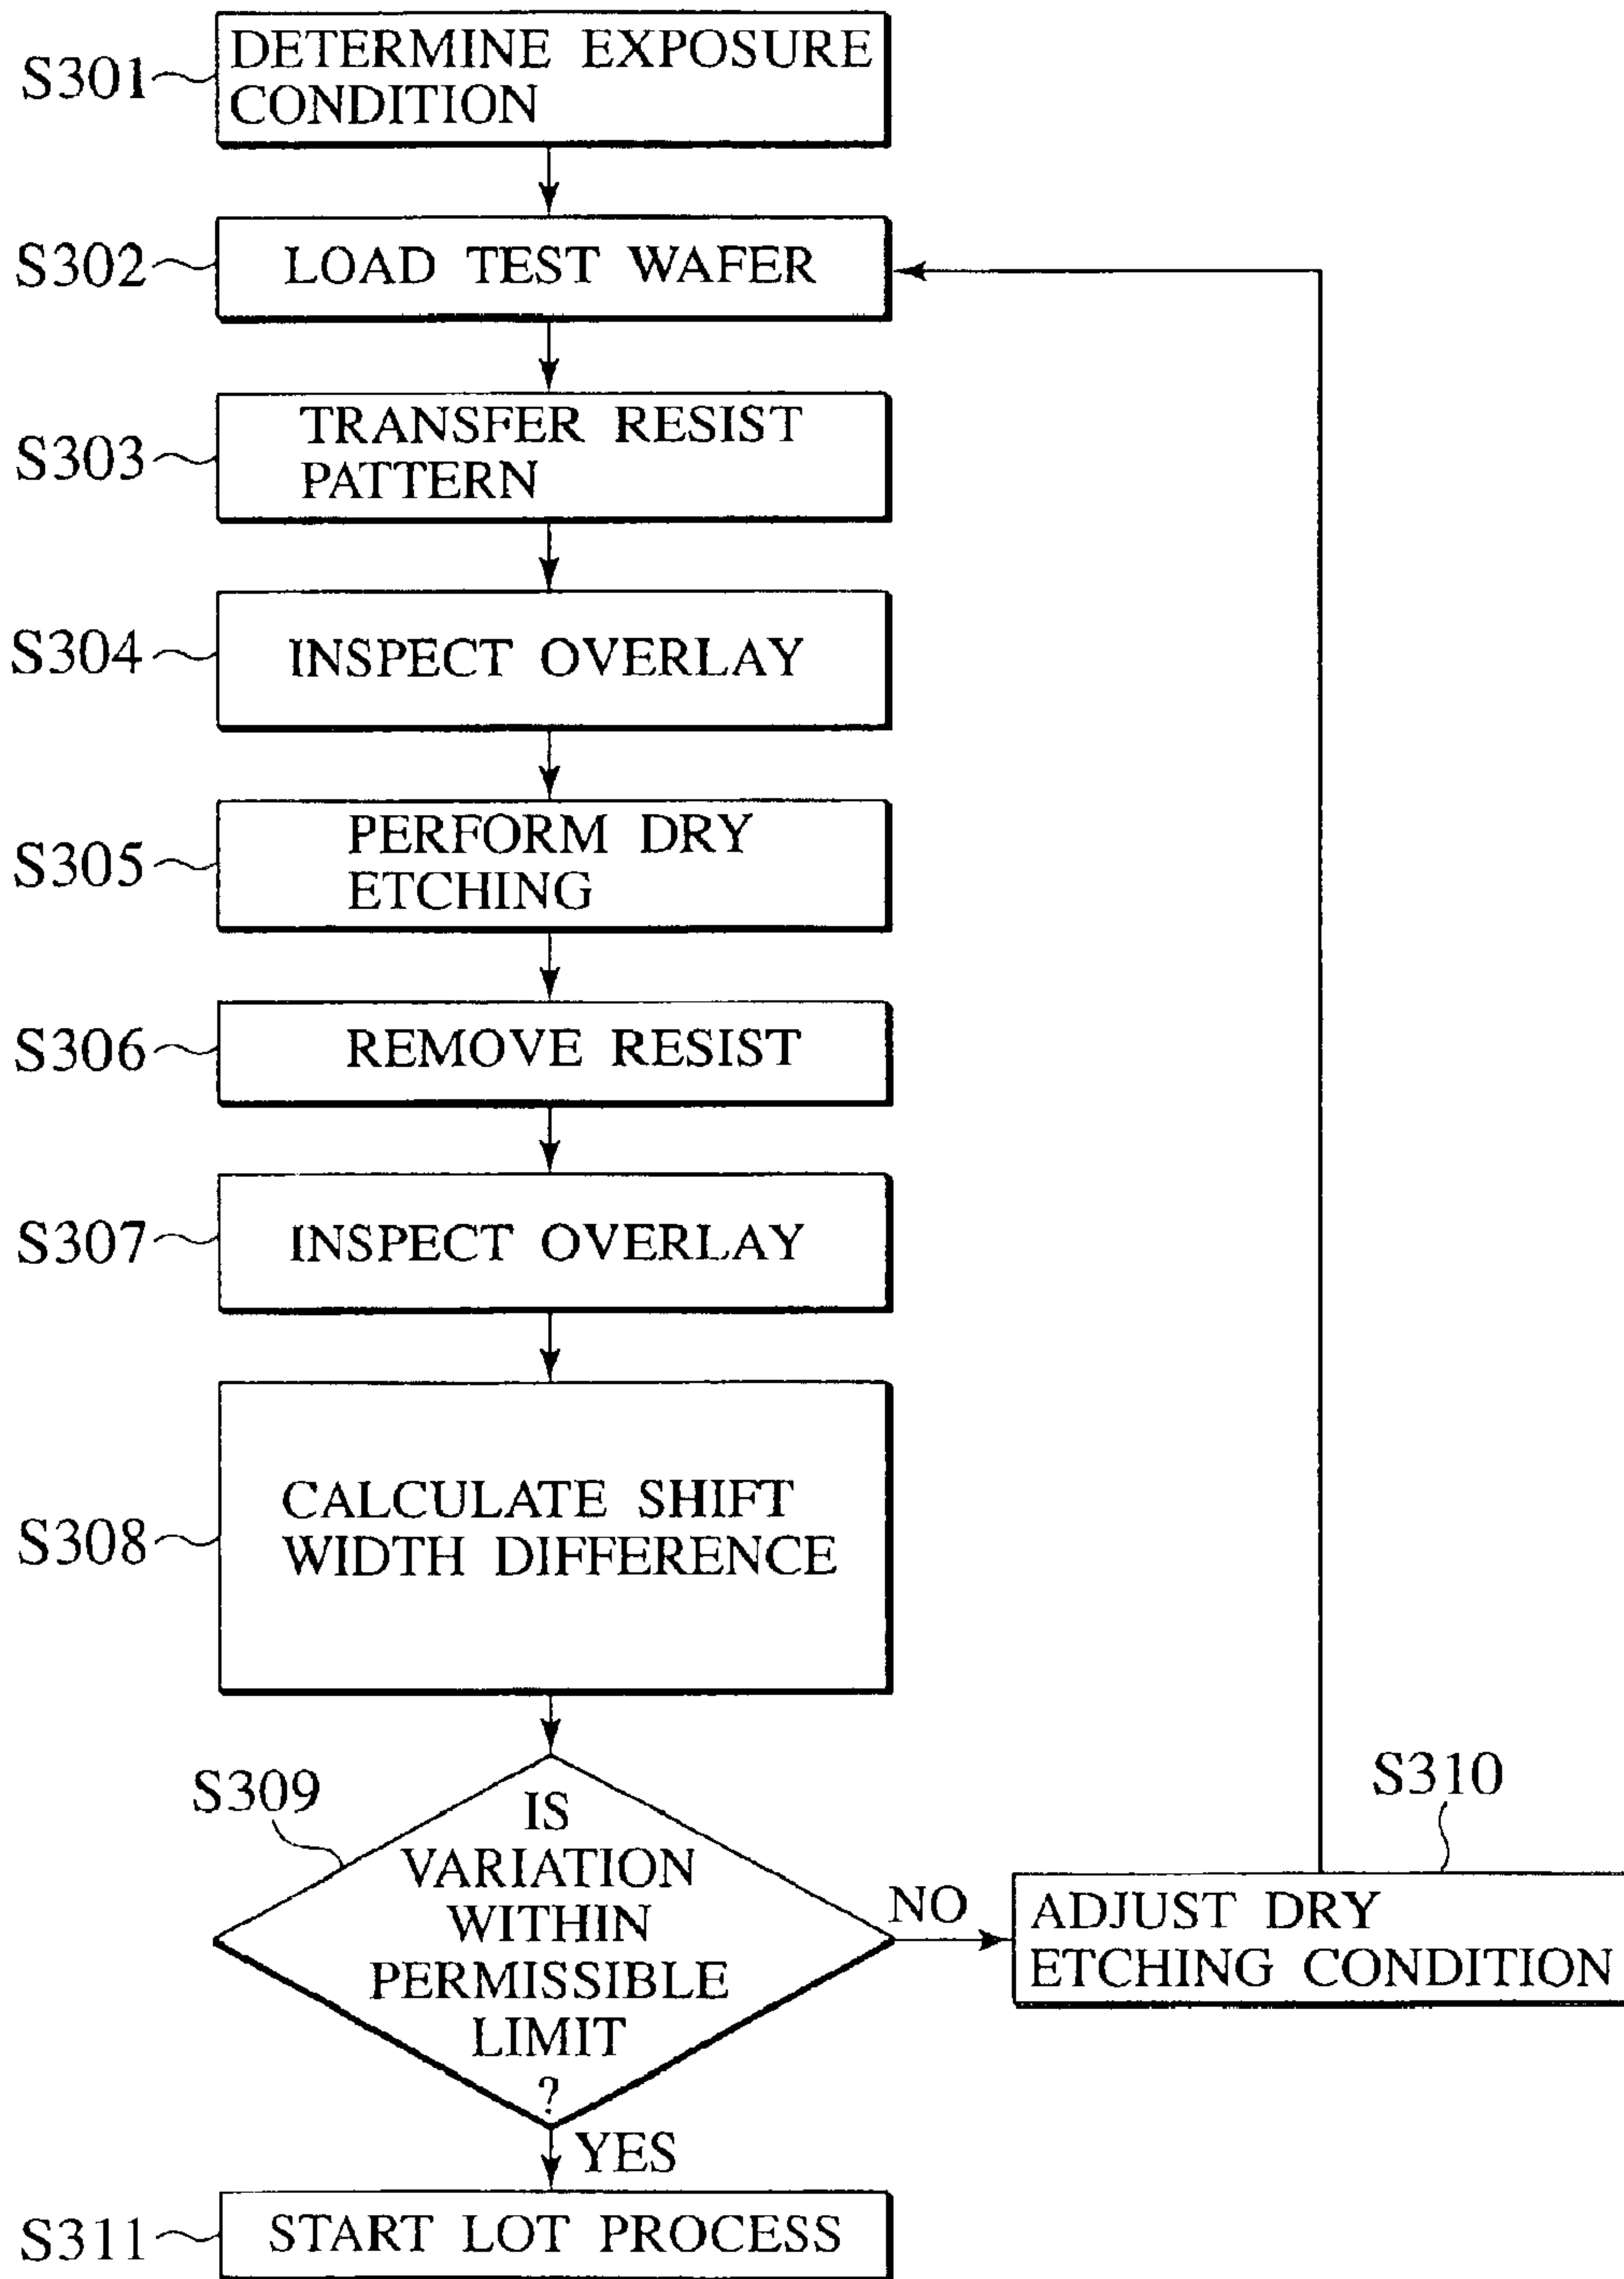 S301
DETERMINE EXPOSURE
CONDITION
S302
LOAD TEST WAFER
S303
TRANSFER RESIST
PATTERN
S304
INSPECT OVERLAY
S305
PERFORM DRY
ETCHING
S306
REMOVE RESIST
S307
INSPECT OVERLAY
S308
CALCULATE SHIFT
WIDTH DIFFERENCE
S309
IS
VARIATION
WITHIN
PERMISSIBLE
LIMIT
?
NO
S310
ADJUST DRY
ETCHING CONDITION
YES
S311
START LOT PROCESS